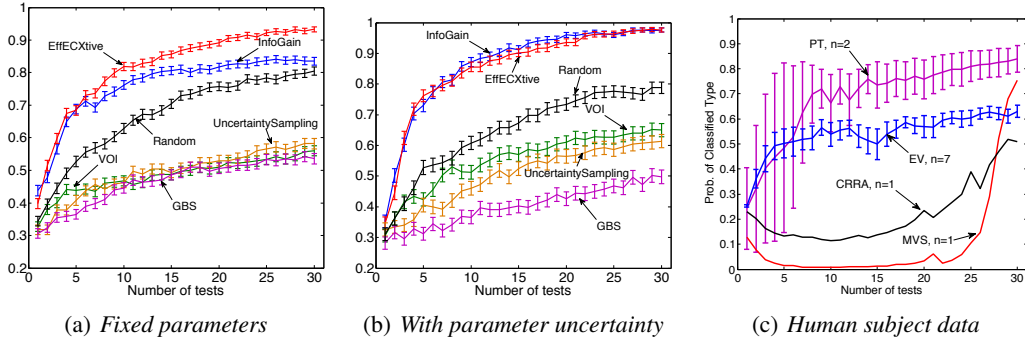 1
0.9
0.8
0.7
0.6
0.5
0.4
0.3
0.2
EffECXtive
InfoGain
Random
UncertaintySampling
VOI
GBS
0 5 10 15 20 25 30
Number of tests
(a) Fixed parameters
1
0.9
0.8
0.7
0.6
0.5
0.4
0.3
0.2
InfoGain
EffECXtive
Random
VOI
UncertaintySampling
GBS
0 5 10 15 20 25 30
Number of tests
(b) With parameter uncertainty
Prob. of Classified Type
1
0.9
0.8
0.7
0.6
0.5
0.4
0.3
0.2
0.1
0
PT, n=2
EV, n=7
CRRA, n=1
MVS, n=1
0 5 10 15 20 25 30
Number of tests
(c) Human subject data